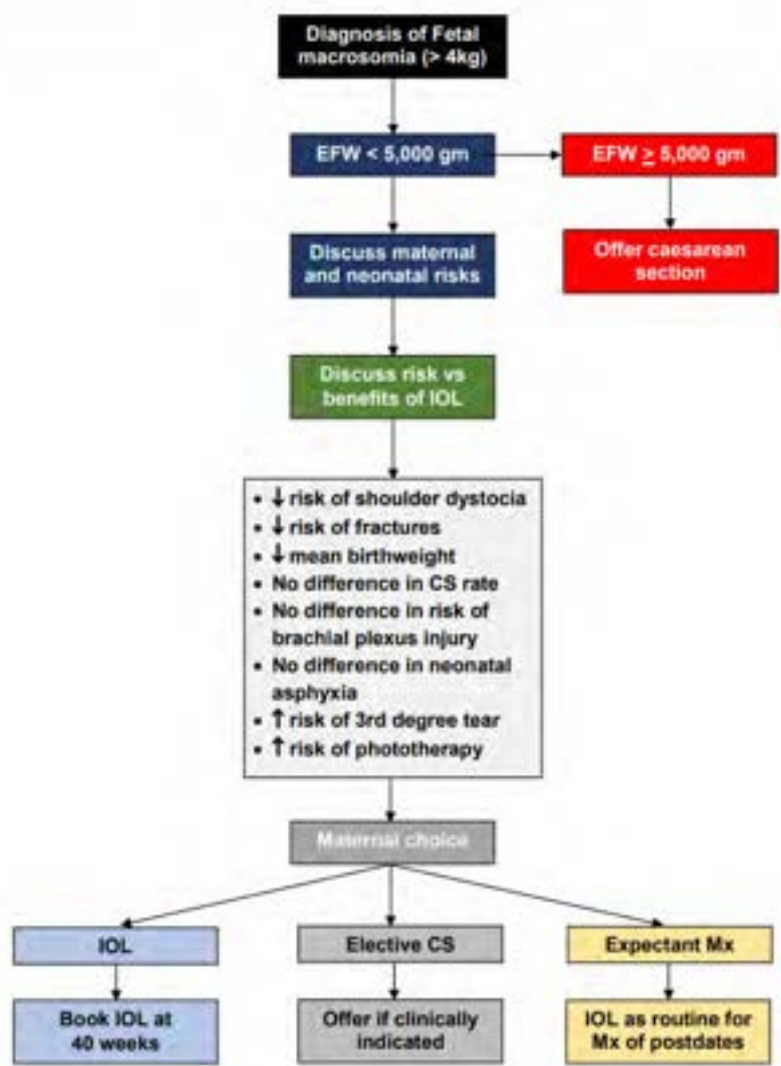 Diagnosis of Fetal
macrosomia (> 4kg)
EFW < 5,000 gm
EFW ≥ 5,000 gm
Discuss maternal
and neonatal risks
Offer caesarean
section
Discuss risk vs
benefits of IOL
• ↓ risk of shoulder dystocia
• ↓ risk of fractures
• ↓ mean birthweight
• No difference in CS rate
• No difference in risk of
brachial plexus injury
• No difference in neonatal
asphyxia
• ↑ risk of 3rd degree tear
• ↑ risk of phototherapy
Maternal choice
IOL
Elective CS
Expectant Mx
Book IOL at
40 weeks
Offer if clinically
indicated
IOL as routine for
Mx of postdates